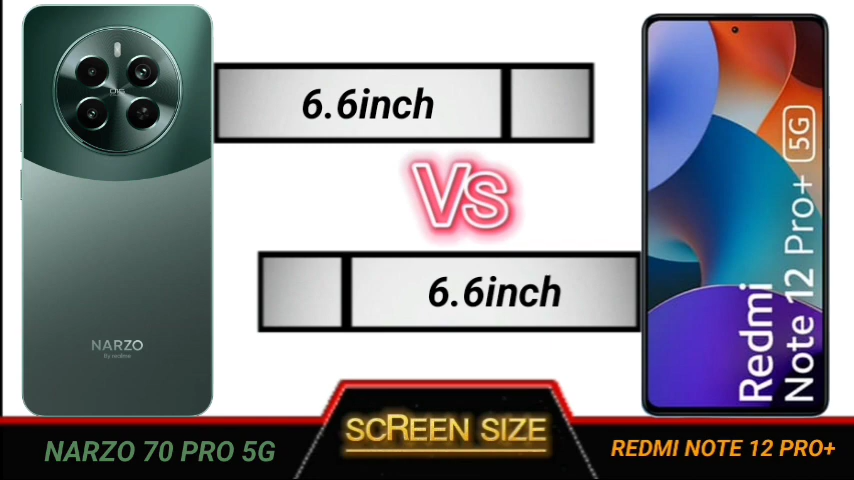 6.6inch
Vs
6.6inch
NARZO
By realme
Redmi
Note 12 Pro+ 5G
SCREEN SIZE
NARZO 70 PRO 5G
REDMI NOTE 12 PRO+